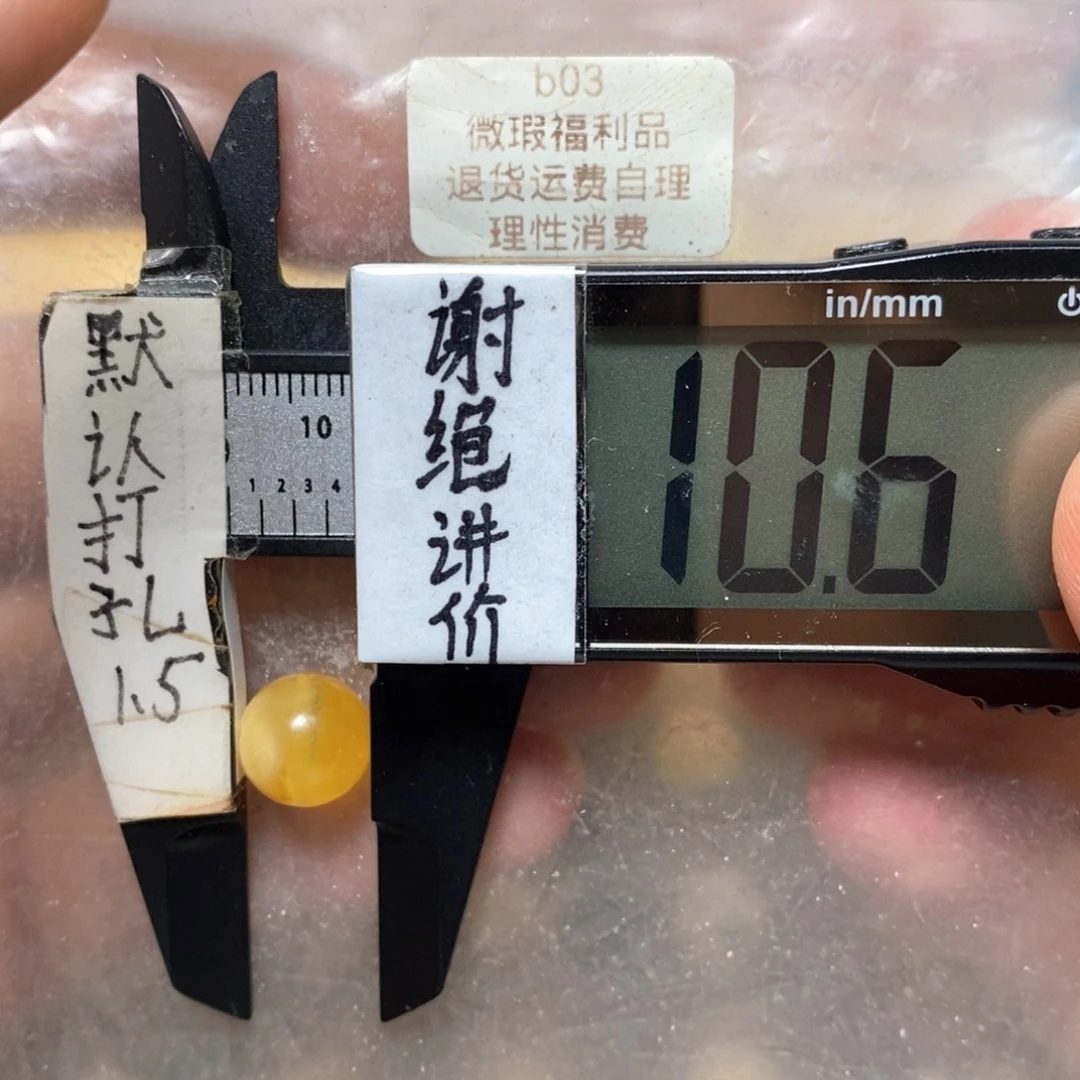 b03
微瑕福利品
退货运费自理
理性消费
默认打孔1.5
谢绝讲价
in/mm
10.6
10
1 2 3 4